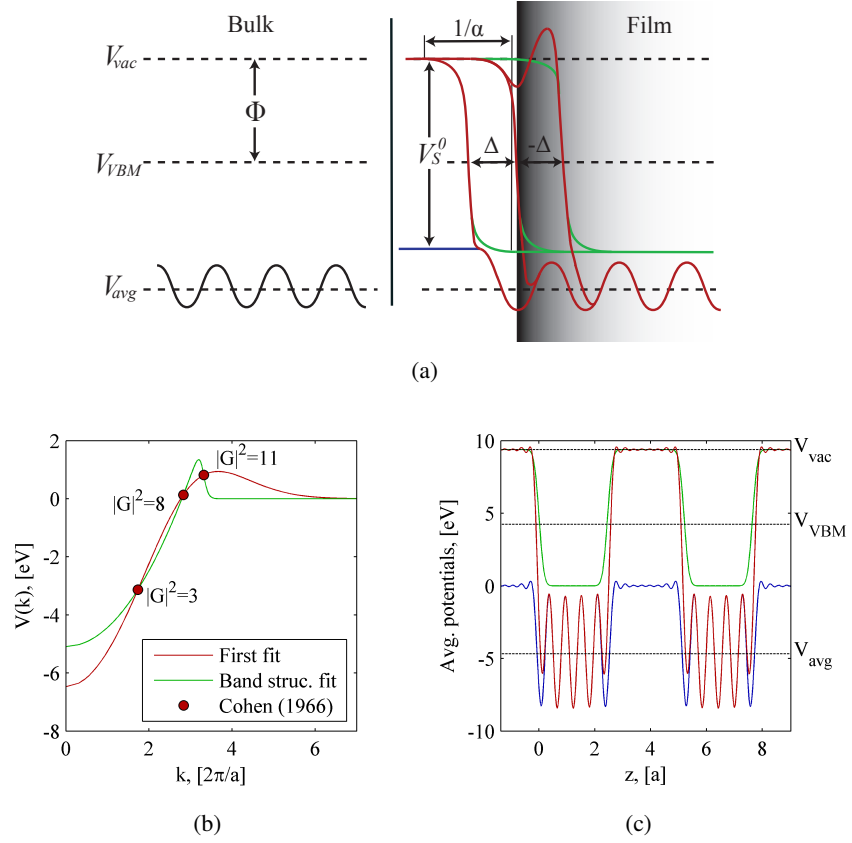 Bulk
1/α
Film
V_vac
Φ
V_VBM
V_S^0
Δ
-Δ
V_avg
(a)
2
0
-2
-4
-6
-8
V(k), [eV]
|G|^2=11
|G|^2=8
|G|^2=3
First fit
Band struc. fit
Cohen (1966)
0
2
4
6
k, [2π/a]
(b)
10
5
0
-5
-10
Avg. potentials, [eV]
V_vac
V_VBM
V_avg
0
2
4
6
8
z, [a]
(c)